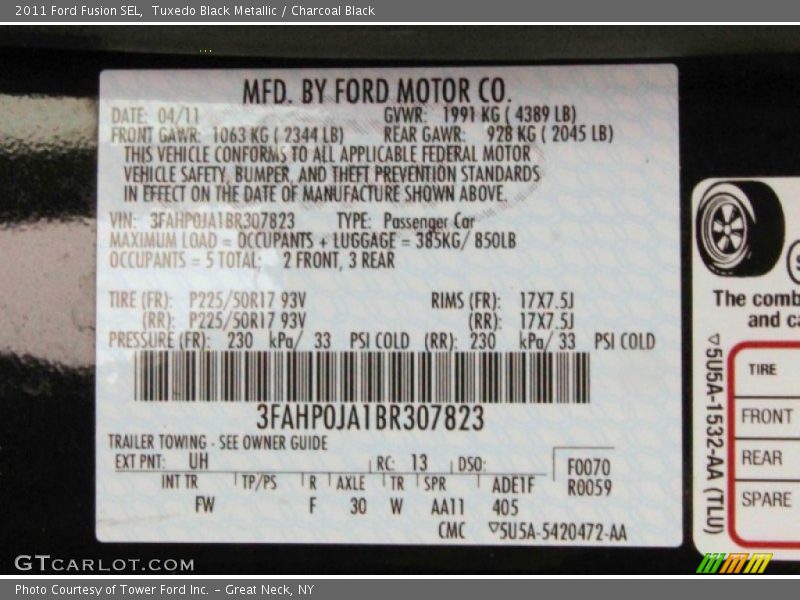 2011 Ford Fusion SEL,  Tuxedo Black Metallic / Charcoal Black
MFD. BY FORD MOTOR CO.
DATE: 04/11 GVWR: 1991 KG ( 4389 LB)
FRONT GAWR: 1063 KG ( 2344 LB) REAR GAWR: 928 KG ( 2045 LB)
THIS VEHICLE CONFORMS TO ALL APPLICABLE FEDERAL MOTOR
VEHICLE SAFETY, BUMPER, AND THEFT PREVENTION STANDARDS
IN EFFECT ON THE DATE OF MANUFACTURE SHOWN ABOVE.
VIN: 3FAHP0JA1BR307823 TYPE: Passenger Car
MAXIMUM LOAD = OCCUPANTS + LUGGAGE = 385KG/ 850LB
OCCUPANTS = 5 TOTAL: 2 FRONT, 3 REAR
TIRE (FR): P225/50R17 93V RIMS (FR): 17X7.5J
(RR): P225/50R17 93V (RR): 17X7.5J
PRESSURE (FR): 230 kPa/ 33 PSI COLD (RR): 230 kPa/ 33 PSI COLD
3FAHP0JA1BR307823
TRAILER TOWING - SEE OWNER GUIDE
EXT PNT: UH RC: 13 DSO: F0070
R0059
INT TR TP/PS R AXLE TR SPR ADE1F
FW F 30 W AA11 405
CMC ▽5U5A-5420472-AA
The comb
and ca
▽5U5A-1532-AA (TLU)
TIRE
FRONT
REAR
SPARE
GTCARLOT.COM
Photo Courtesy of Tower Ford Inc. – Great Neck, NY